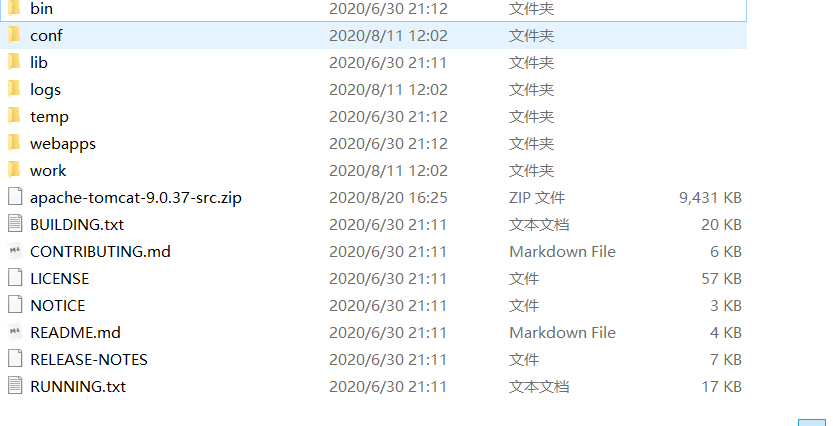 bin 2020/6/30 21:12 文件夹
conf 2020/8/11 12:02 文件夹
lib 2020/6/30 21:11 文件夹
logs 2020/8/11 12:02 文件夹
temp 2020/6/30 21:12 文件夹
webapps 2020/6/30 21:12 文件夹
work 2020/8/11 12:02 文件夹
apache-tomcat-9.0.37-src.zip 2020/8/20 16:25 ZIP 文件 9,431 KB
BUILDING.txt 2020/6/30 21:11 文本文档 20 KB
CONTRIBUTING.md 2020/6/30 21:11 Markdown File 6 KB
LICENSE 2020/6/30 21:11 文件 57 KB
NOTICE 2020/6/30 21:11 文件 3 KB
README.md 2020/6/30 21:11 Markdown File 4 KB
RELEASE-NOTES 2020/6/30 21:11 文件 7 KB
RUNNING.txt 2020/6/30 21:11 文本文档 17 KB